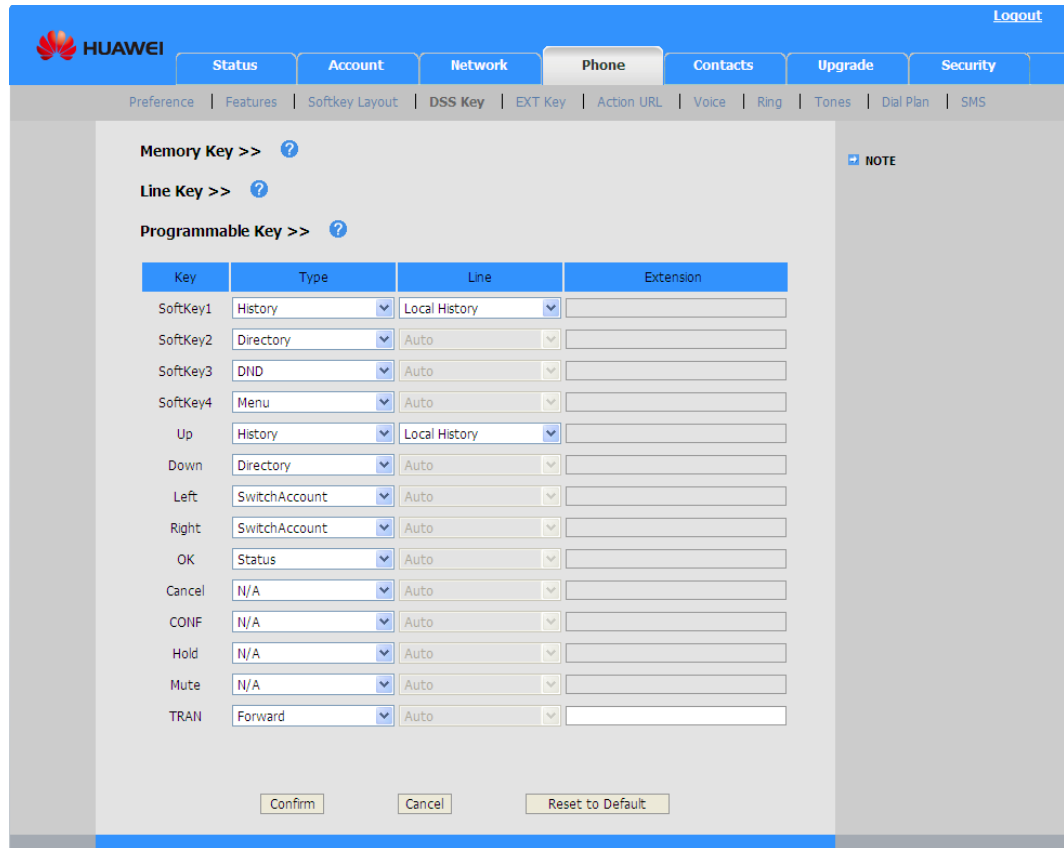 Logout
HUAWEI
Status Account Network Phone Contacts Upgrade Security
Preference | Features | Softkey Layout | DSS Key | EXT Key | Action URL | Voice | Ring | Tones | Dial Plan | SMS
Memory Key >> ?
NOTE
Line Key >> ?
Programmable Key >> ?
Key Type Line Extension
SoftKey1 History Local History
SoftKey2 Directory Auto
SoftKey3 DND Auto
SoftKey4 Menu Auto
Up History Local History
Down Directory Auto
Left SwitchAccount Auto
Right SwitchAccount Auto
OK Status Auto
Cancel N/A Auto
CONF N/A Auto
Hold N/A Auto
Mute N/A Auto
TRAN Forward Auto
Confirm Cancel Reset to Default